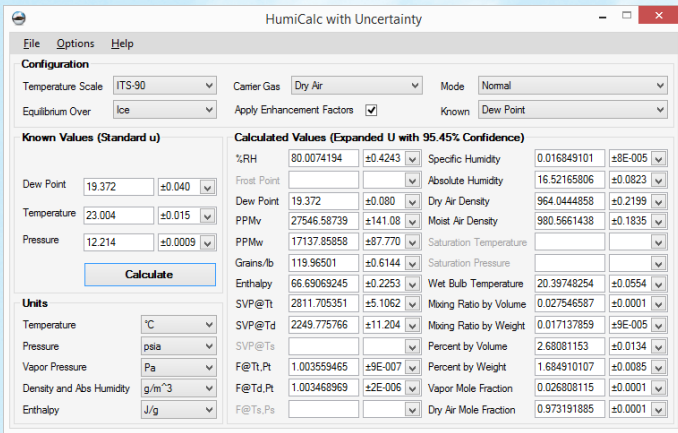 HumiCalc with Uncertainty
File Options Help
Configuration
Temperature Scale ITS-90 Carrier Gas Dry Air Mode Normal
Equilibrium Over Ice Apply Enhancement Factors Known Dew Point
Known Values (Standard u) Calculated Values (Expanded U with 95.45% Confidence)
%RH 80.0074194 ±0.4243 Specific Humidity 0.016849101 ±8E-005
Frost Point Absolute Humidity 16.52165806 ±0.0823
Dew Point 19.372 ±0.040 Dew Point 19.372 ±0.080 Dry Air Density 964.0444858 ±0.2199
Temperature 23.004 ±0.015 PPMv 27546.58739 ±141.08 Moist Air Density 980.5661438 ±0.1835
Pressure 12.214 ±0.0009 PPMw 17137.85858 ±87.770 Saturation Temperature
Calculate Grains/lb 119.96501 ±0.6144 Saturation Pressure
Enthalpy 66.69069245 ±0.2253 Wet Bulb Temperature 20.39748254 ±0.0554
Units SVP@Tt 2811.705351 ±5.1062 Mixing Ratio by Volume 0.027546587 ±0.0001
Temperature °C SVP@Td 2249.775766 ±11.204 Mixing Ratio by Weight 0.017137859 ±9E-005
Pressure psia SVP@Ts Percent by Volume 2.68081153 ±0.0134
Vapor Pressure Pa F@Tt,Pt 1.003559465 ±9E-007 Percent by Weight 1.684910107 ±0.0085
Density and Abs Humidity g/m^3 F@Td,Pt 1.003468969 ±2E-006 Vapor Mole Fraction 0.026808115 ±0.0001
Enthalpy J/g F@Ts,Ps Dry Air Mole Fraction 0.973191885 ±0.0001